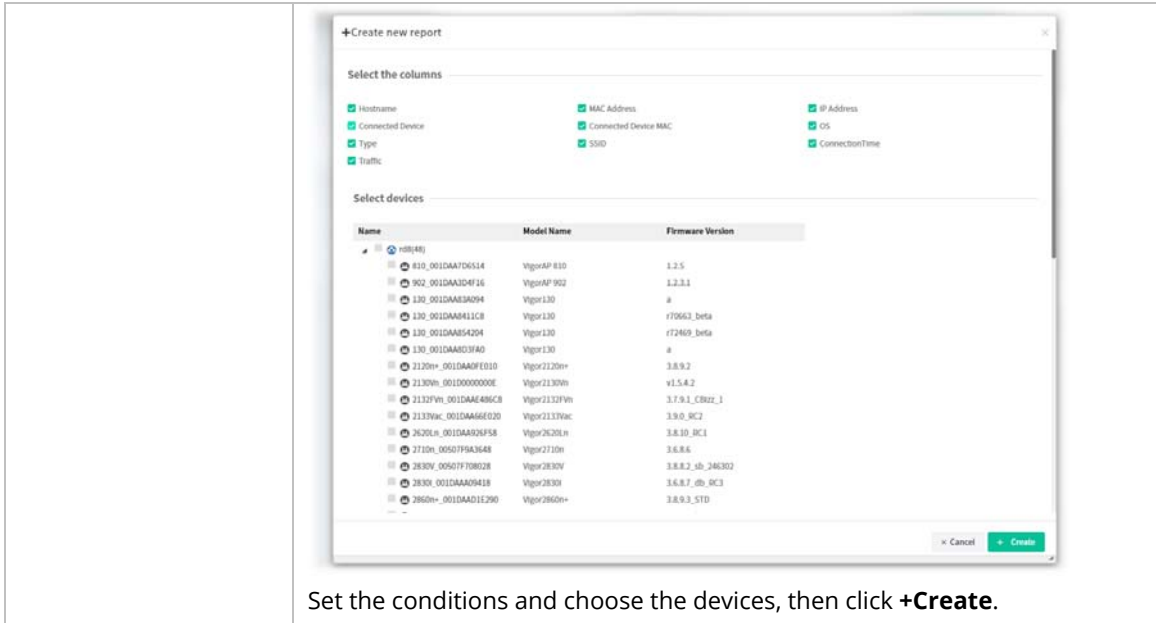 +Create new report ×
Select the columns
Hostname MAC Address IP Address
Connected Device Connected Device MAC OS
Type SSID ConnectionTime
Traffic
Select devices
Name Model Name Firmware Version
rd8(48)
810_001DAA7D6514 VigorAP 810 1.2.5
902_001DAA3D4F16 VigorAP 902 1.2.3.1
130_001DAA83A094 Vigor130 a
130_001DAA8411C8 Vigor130 r70663_beta
130_001DAA854204 Vigor130 r72469_beta
130_001DAA8D3FA0 Vigor130 a
2120n+_001DAA0FE010 Vigor2120n+ 3.8.9.2
2130Vn_001D0000000E Vigor2130Vn v1.5.4.2
2132FVn_001DAAE486C8 Vigor2132FVn 3.7.9.1_C8Izz_1
2133Vac_001DAA66E020 Vigor2133Vac 3.9.0_RC2
2620Ln_001DAA926F58 Vigor2620Ln 3.8.10_RC1
2710n_00507F9A3648 Vigor2710n 3.6.8.6
2830V_00507F708028 Vigor2830V 3.8.8.2_sb_246302
2830I_001DAAA09418 Vigor2830I 3.6.8.7_db_RC3
2860n+_001DAAD1E290 Vigor2860n+ 3.8.9.3_STD
× Cancel + Create
Set the conditions and choose the devices, then click +Create.